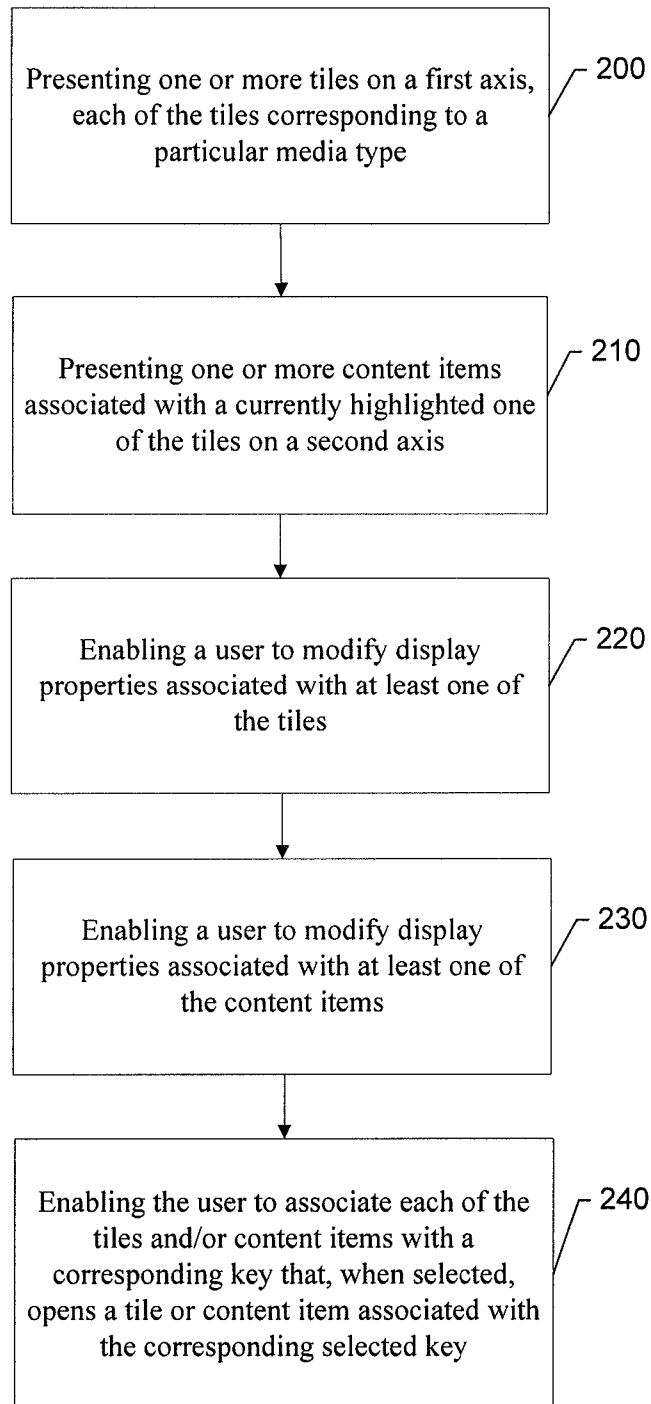 Presenting one or more tiles on a first axis,
each of the tiles corresponding to a
particular media type
200
Presenting one or more content items
associated with a currently highlighted one
of the tiles on a second axis
210
Enabling a user to modify display
properties associated with at least one of
the tiles
220
Enabling a user to modify display
properties associated with at least one of
the content items
230
Enabling the user to associate each of the
tiles and/or content items with a
corresponding key that, when selected,
opens a tile or content item associated with
the corresponding selected key
240